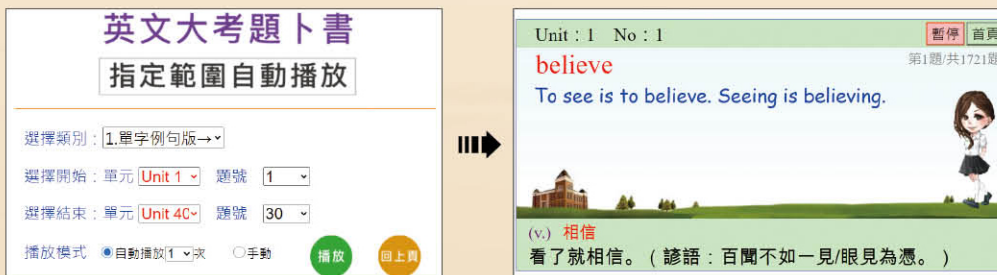 英文大考題卜書
指定範圍自動播放
選擇類別：1.單字例句版→
選擇開始：單元 Unit 1 題號 1
選擇結束：單元 Unit 40 題號 30
播放模式 自動播放 1 次 手動 播放 回上頁
Unit：1 No：1 暫停 首頁
第1題/共1721題
believe
To see is to believe. Seeing is believing.
(v.) 相信
看了就相信。（諺語：百聞不如一見/眼見為憑。）